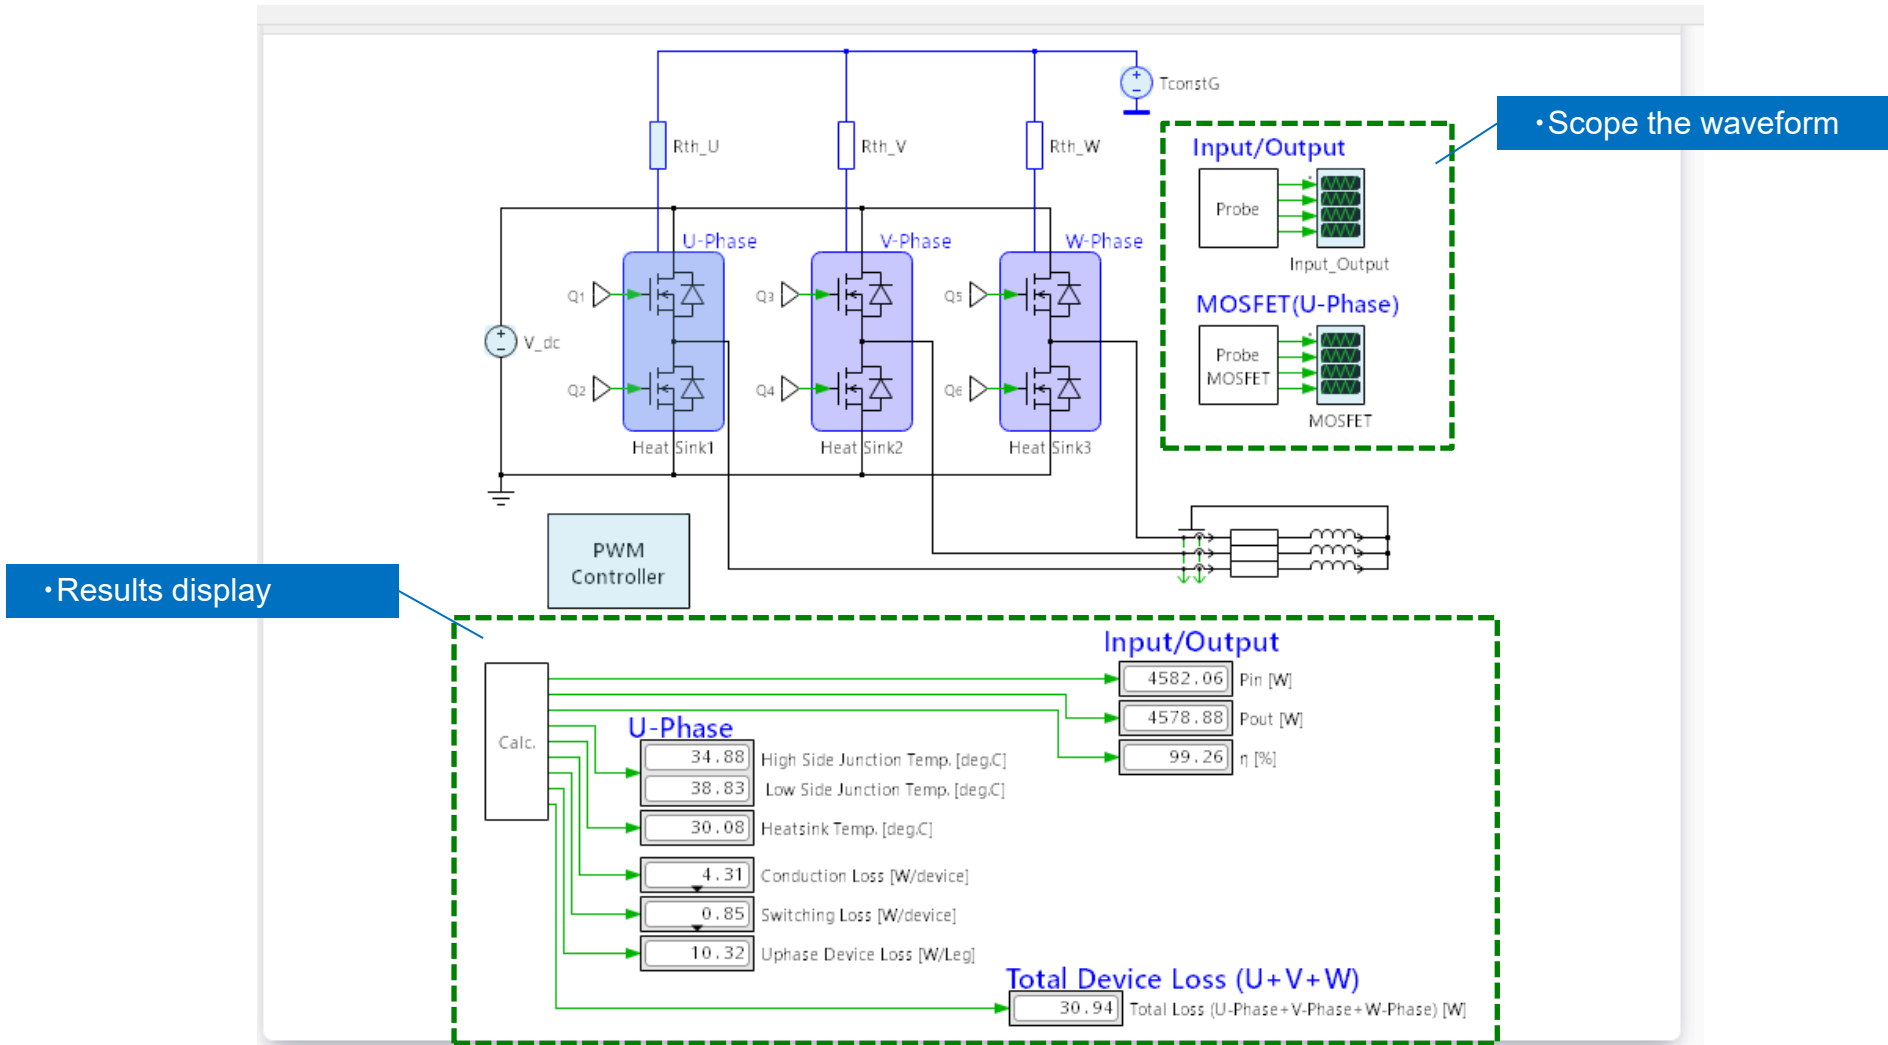 TconstG
・Scope the waveform
Rth_U
Rth_V
Rth_W
Input/Output
Probe
Input_Output
U-Phase
V-Phase
W-Phase
Q1
Q3
Q5
MOSFET(U-Phase)
V_dc
Probe
MOSFET
MOSFET
Q2
Q4
Q6
Heat Sink1
Heat Sink2
Heat Sink3
PWM
Controller
・Results display
Input/Output
4582.06 Pin [W]
4578.88 Pout [W]
99.26 η [%]
Calc.
U-Phase
34.88 High Side Junction Temp. [deg.C]
38.83 Low Side Junction Temp. [deg.C]
30.08 Heatsink Temp. [deg.C]
4.31 Conduction Loss [W/device]
0.85 Switching Loss [W/device]
10.32 Uphase Device Loss [W/Leg]
Total Device Loss (U+V+W)
30.94 Total Loss (U-Phase+V-Phase+W-Phase) [W]